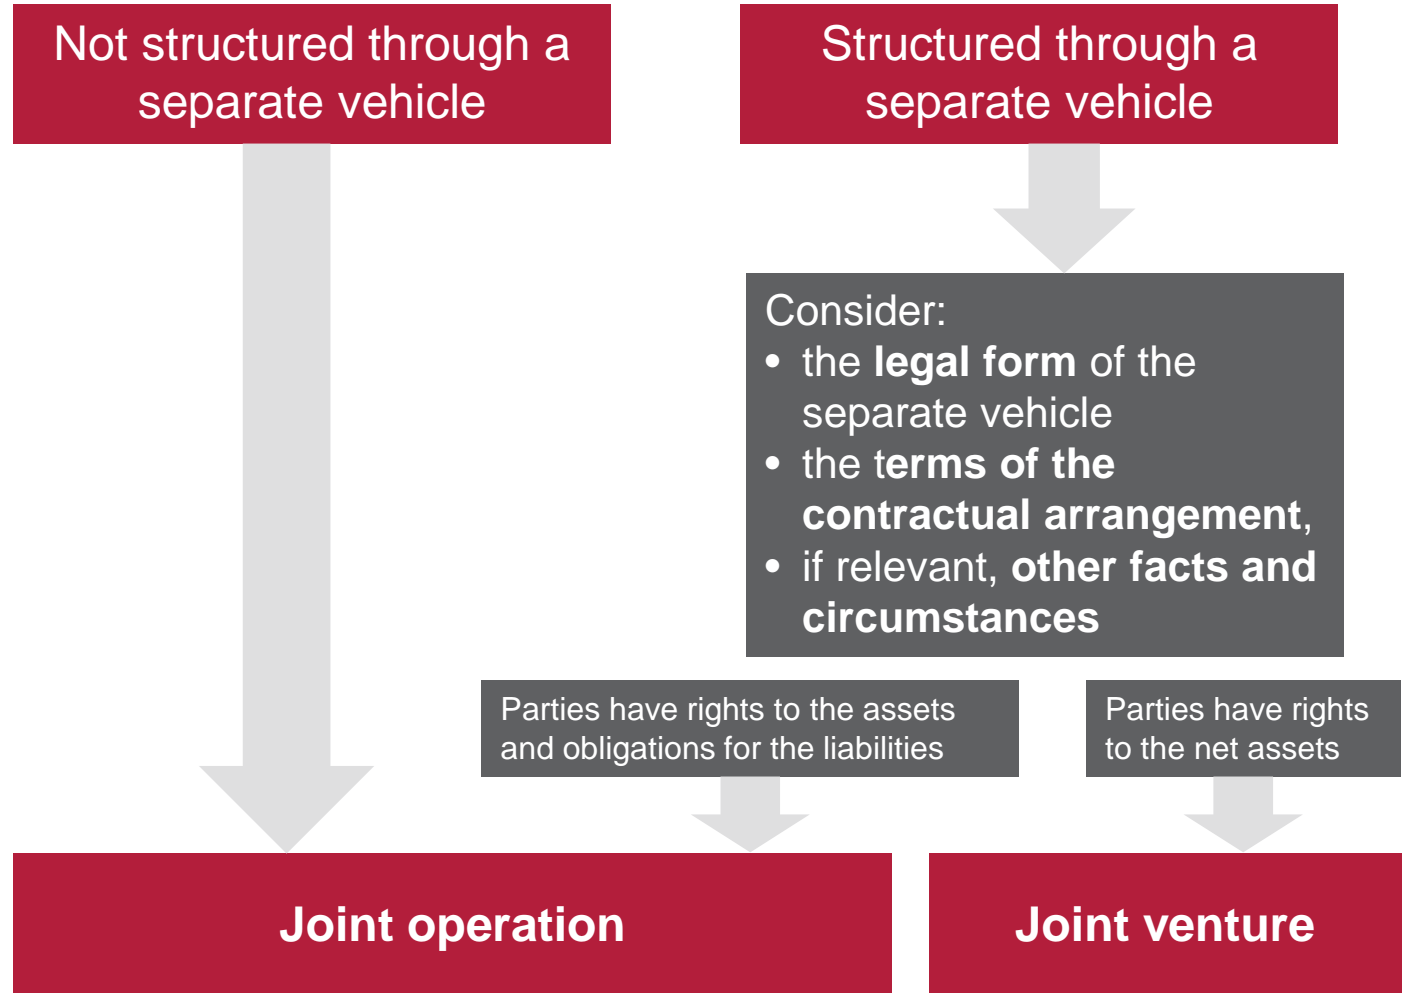 Not structured through a
separate vehicle
Structured through a
separate vehicle
Consider:
• the legal form of the
separate vehicle
• the terms of the
contractual arrangement,
• if relevant, other facts and
circumstances
Parties have rights to the assets
and obligations for the liabilities
Parties have rights
to the net assets
Joint operation
Joint venture